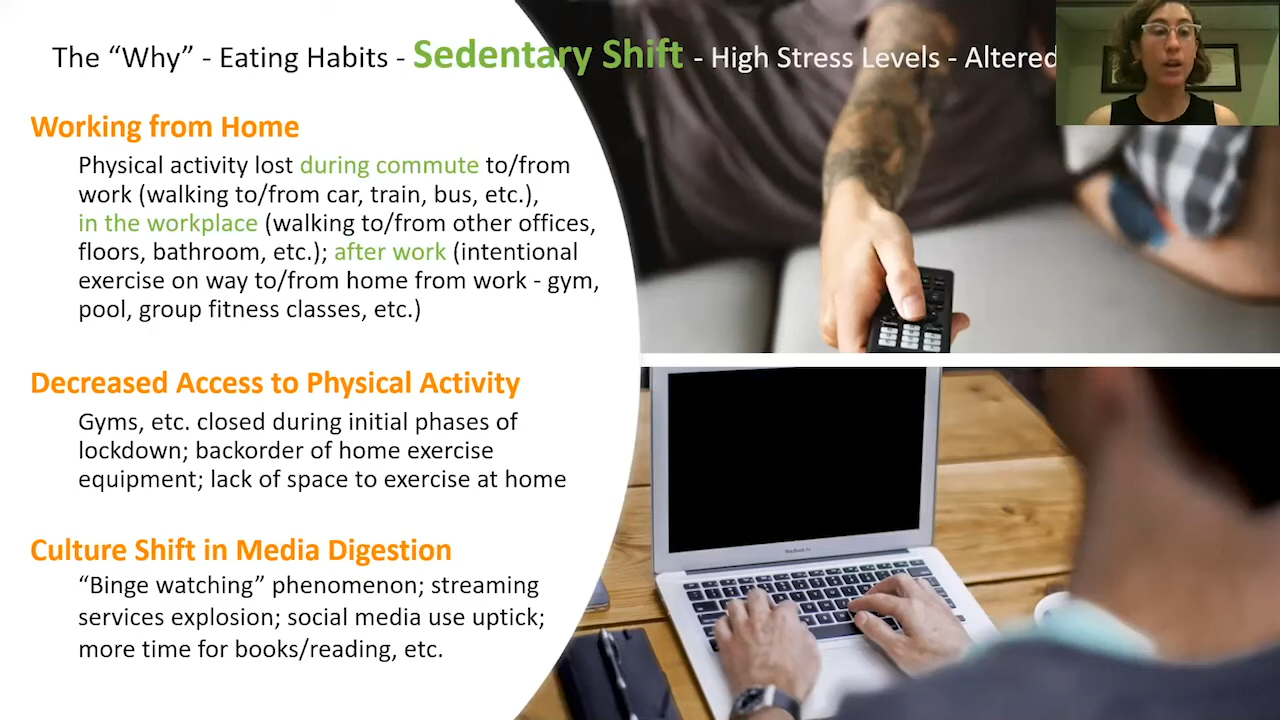 The “Why” - Eating Habits - Sedentary Shift - High Stress Levels - Altered
Working from Home
Physical activity lost during commute to/from
work (walking to/from car, train, bus, etc.),
in the workplace (walking to/from other offices,
floors, bathroom, etc.); after work (intentional
exercise on way to/from home from work - gym,
pool, group fitness classes, etc.)
Decreased Access to Physical Activity
Gyms, etc. closed during initial phases of
lockdown; backorder of home exercise
equipment; lack of space to exercise at home
Culture Shift in Media Digestion
“Binge watching” phenomenon; streaming
services explosion; social media use uptick;
more time for books/reading, etc.